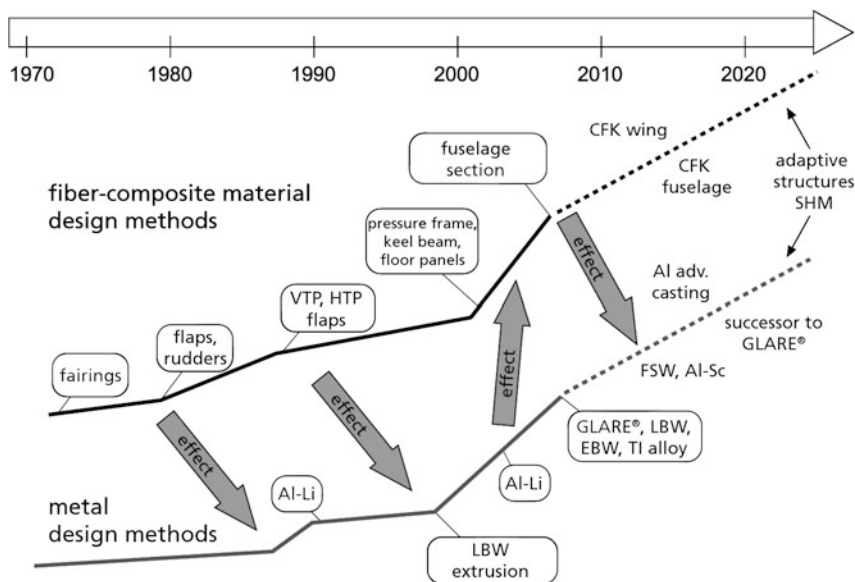 1970 1980 1990 2000 2010 2020
fuselage
section
CFK wing
CFK
fuselage
adaptive
structures
SHM
fiber-composite material
design methods
pressure frame,
keel beam,
floor panels
effect
Al adv.
casting
VTP, HTP
flaps
flaps,
rudders
fairings
successor to
GLARE®
FSW, Al-Sc
effect
effect
effect
GLARE®, LBW,
EBW, TI alloy
Al-Li
Al-Li
metal
design methods
LBW
extrusion